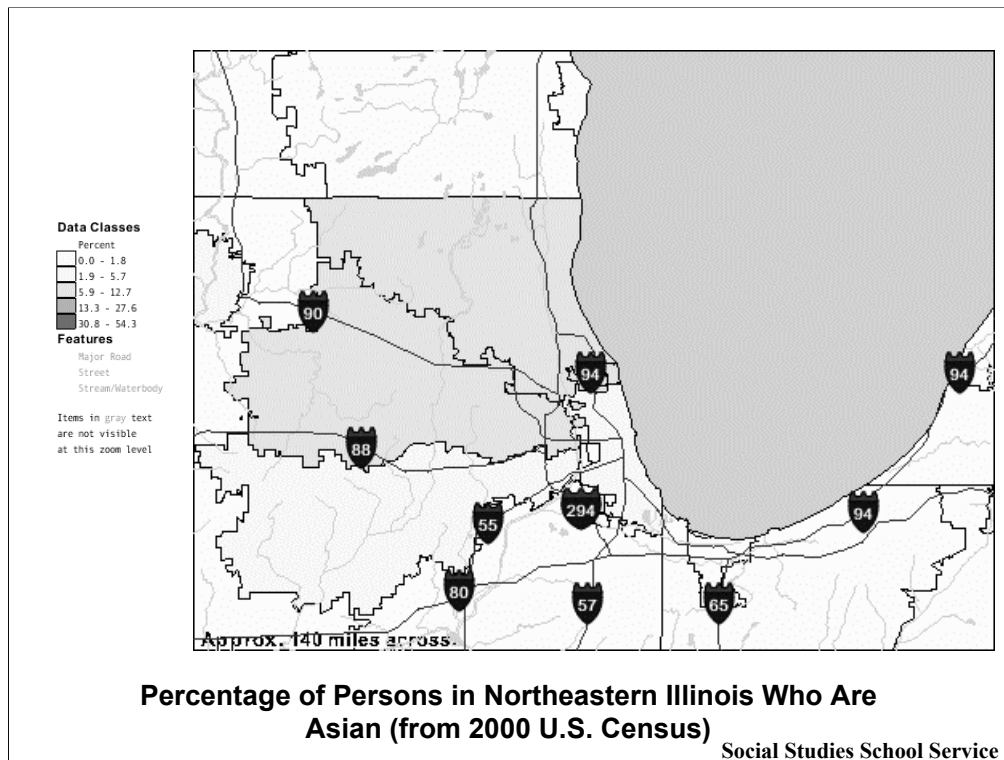 Data Classes
Percent
0.0 - 1.8
1.9 - 5.7
5.9 - 12.7
13.3 - 27.6
30.8 - 54.3
Features
Major Road
Street
Stream/Waterbody
Items in gray text
are not visible
at this zoom level
90
94
94
88
55
294
94
80
57
65
Approx. 140 miles across.
Percentage of Persons in Northeastern Illinois Who Are
Asian (from 2000 U.S. Census)
Social Studies School Service